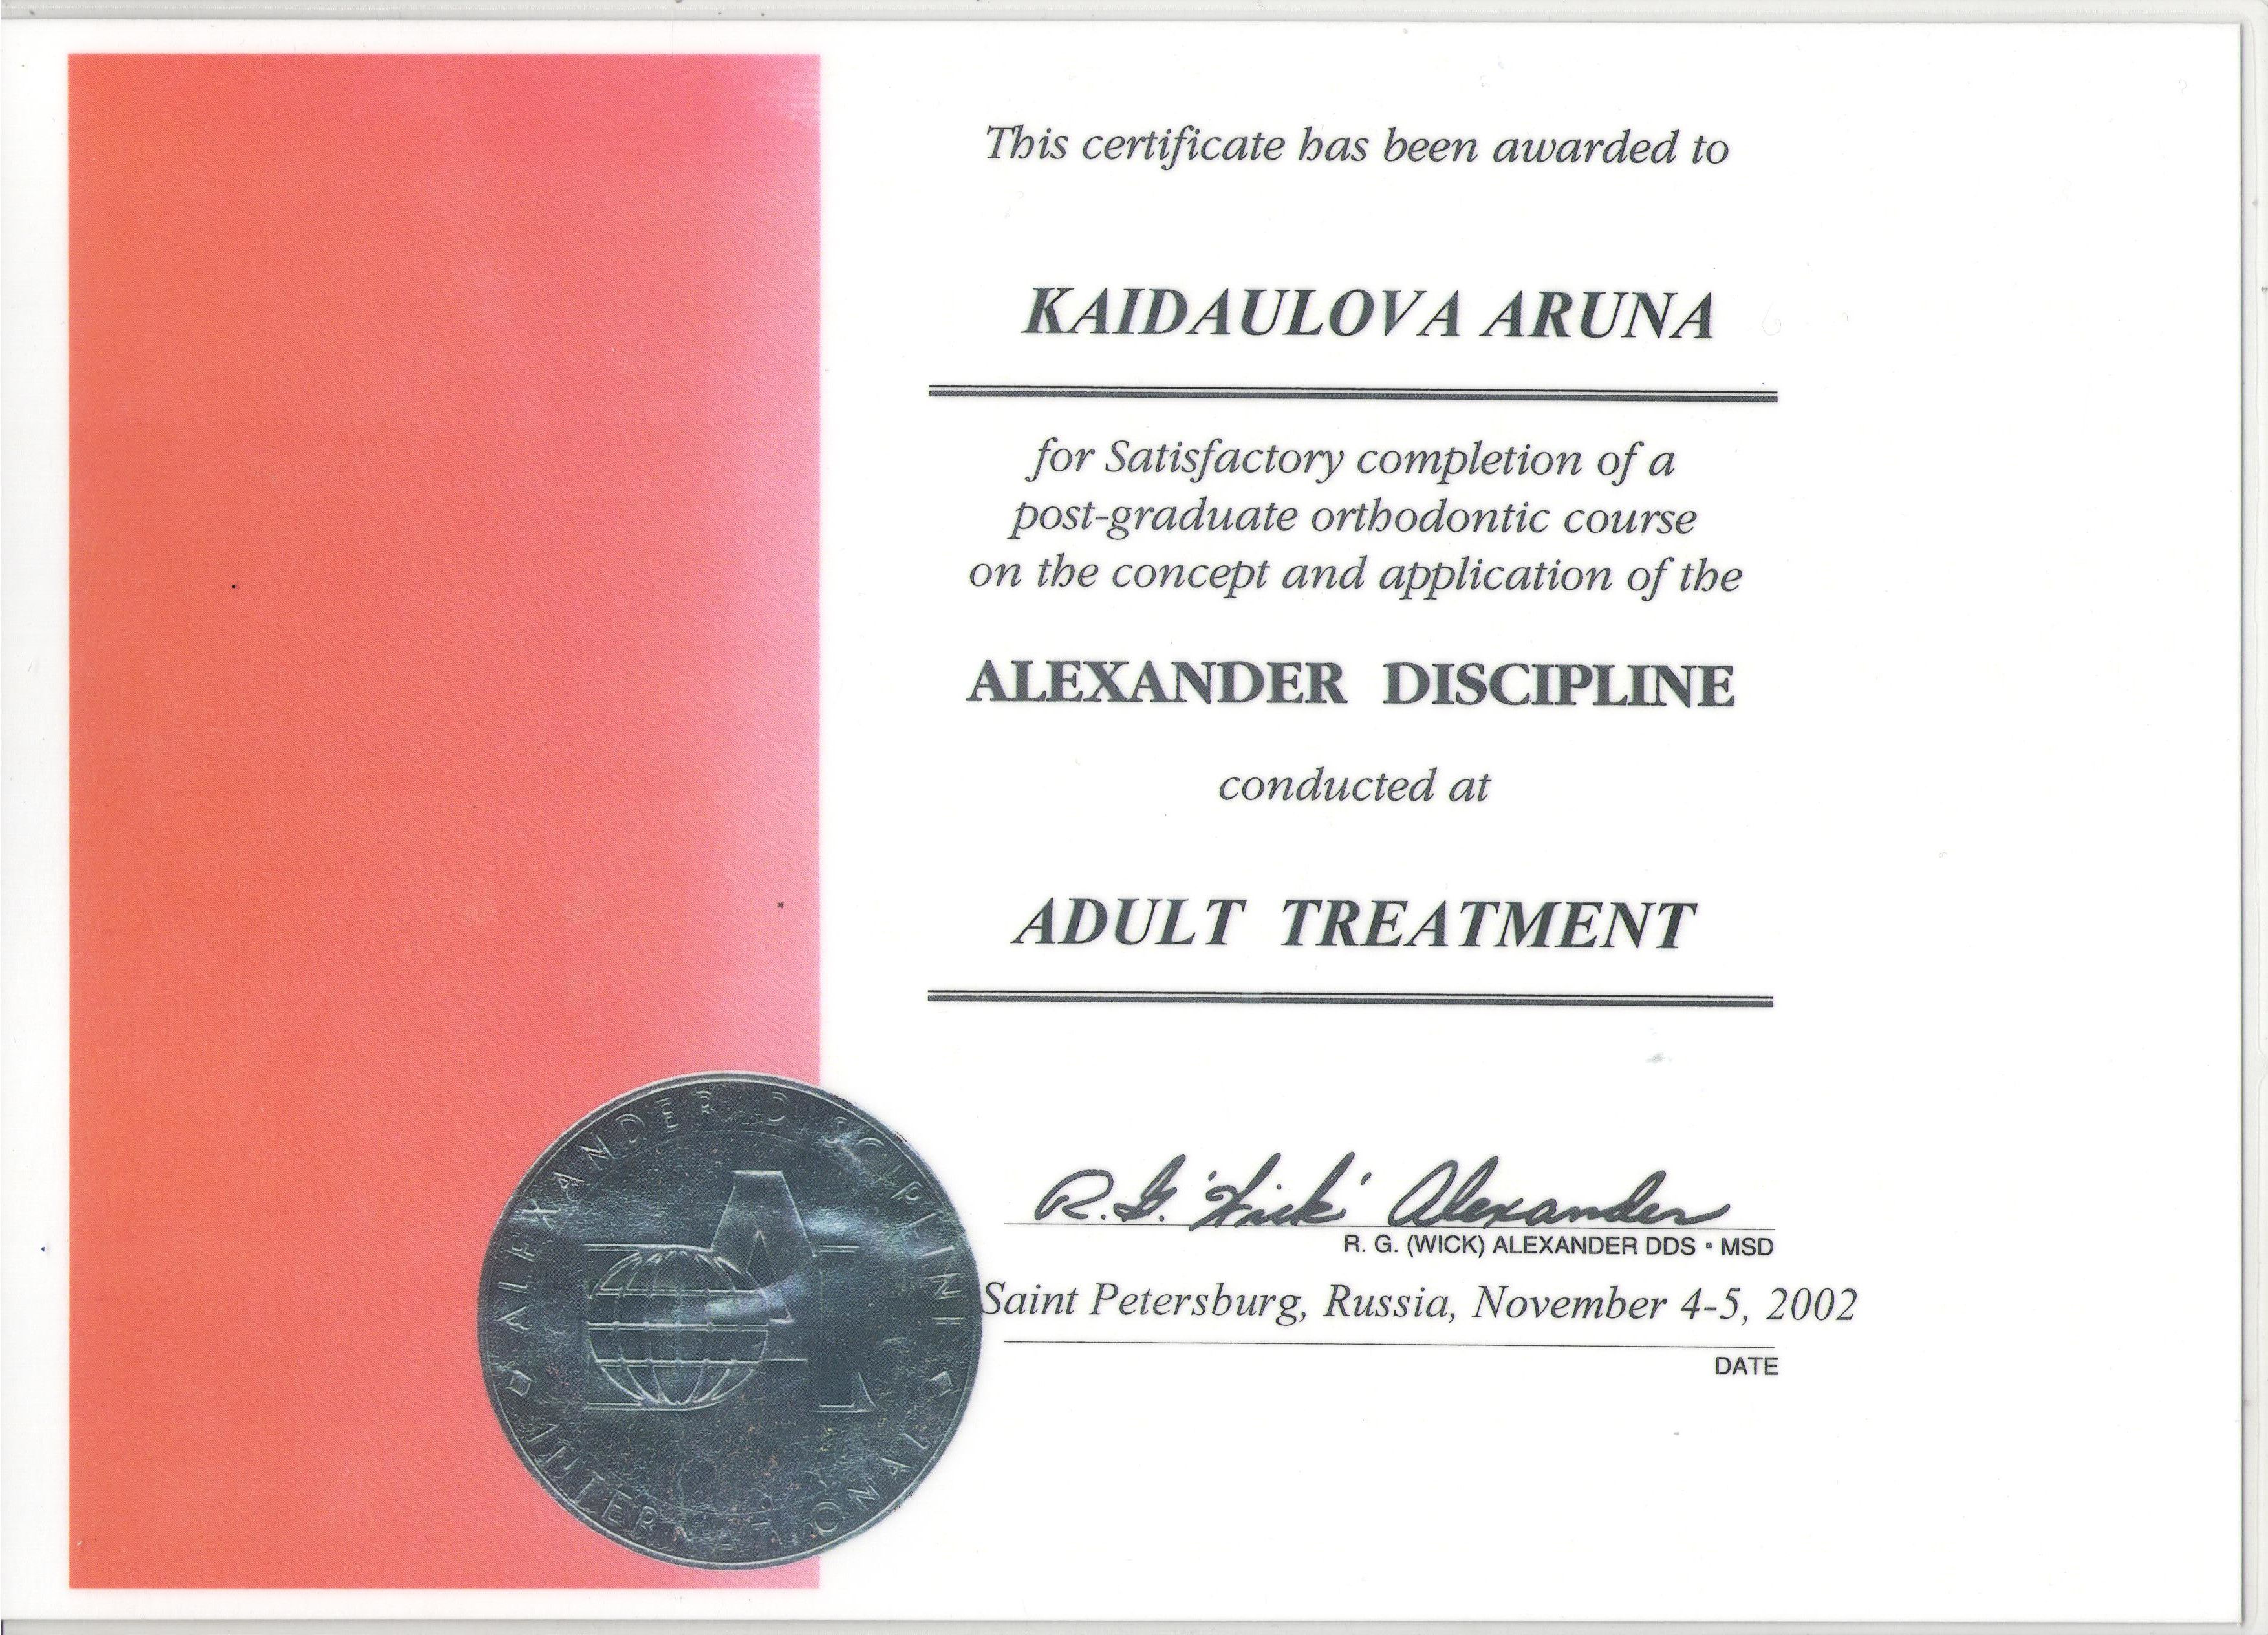 This certificate has been awarded to
KAIDAULOVA ARUNA
for Satisfactory completion of a
post-graduate orthodontic course
on the concept and application of the
ALEXANDER DISCIPLINE
conducted at
ADULT TREATMENT
R. G. 'Wick' Alexander
R. G. (WICK) ALEXANDER DDS • MSD
Saint Petersburg, Russia, November 4-5, 2002
DATE
ALEXANDER DISCIPLINE
INTERNATIONAL